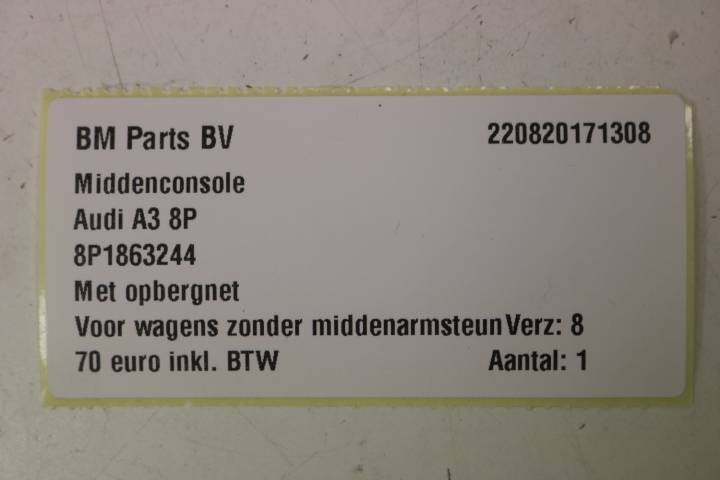 BM Parts BV 220820171308
Middenconsole
Audi A3 8P
8P1863244
Met opbergnet
Voor wagens zonder middenarmsteun Verz: 8
70 euro inkl. BTW Aantal: 1